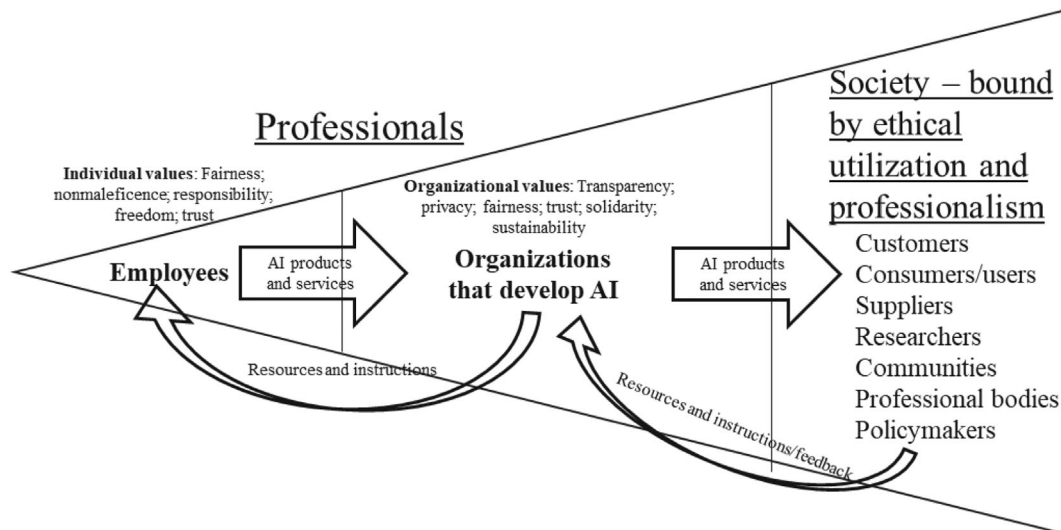 Professionals
Individual values: Fairness;
nonmaleficence; responsibility;
freedom; trust
Employees
AI products
and services
Resources and instructions
Organizational values: Transparency;
privacy; fairness; trust; solidarity;
sustainability
Organizations
that develop AI
AI products
and services
Resources and instructions/feedback
Society – bound
by ethical
utilization and
professionalism
Customers
Consumers/users
Suppliers
Researchers
Communities
Professional bodies
Policymakers